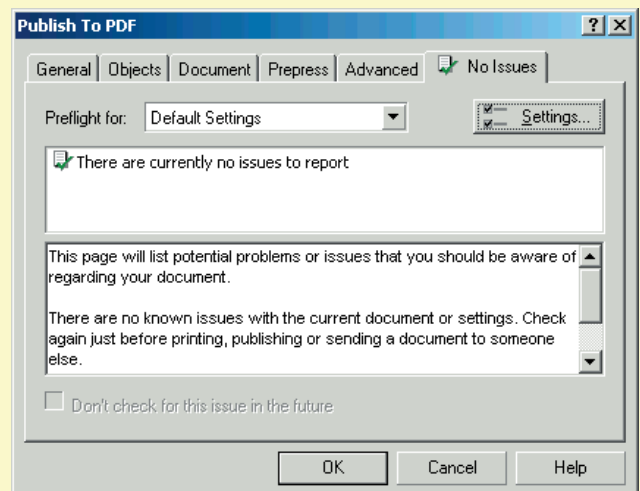 Publish To PDF
General Objects Document Prepress Advanced No Issues
Preflight for: Default Settings Settings...
There are currently no issues to report
This page will list potential problems or issues that you should be aware of
regarding your document.
There are no known issues with the current document or settings. Check
again just before printing, publishing or sending a document to someone
else.
Don't check for this issue in the future
OK Cancel Help